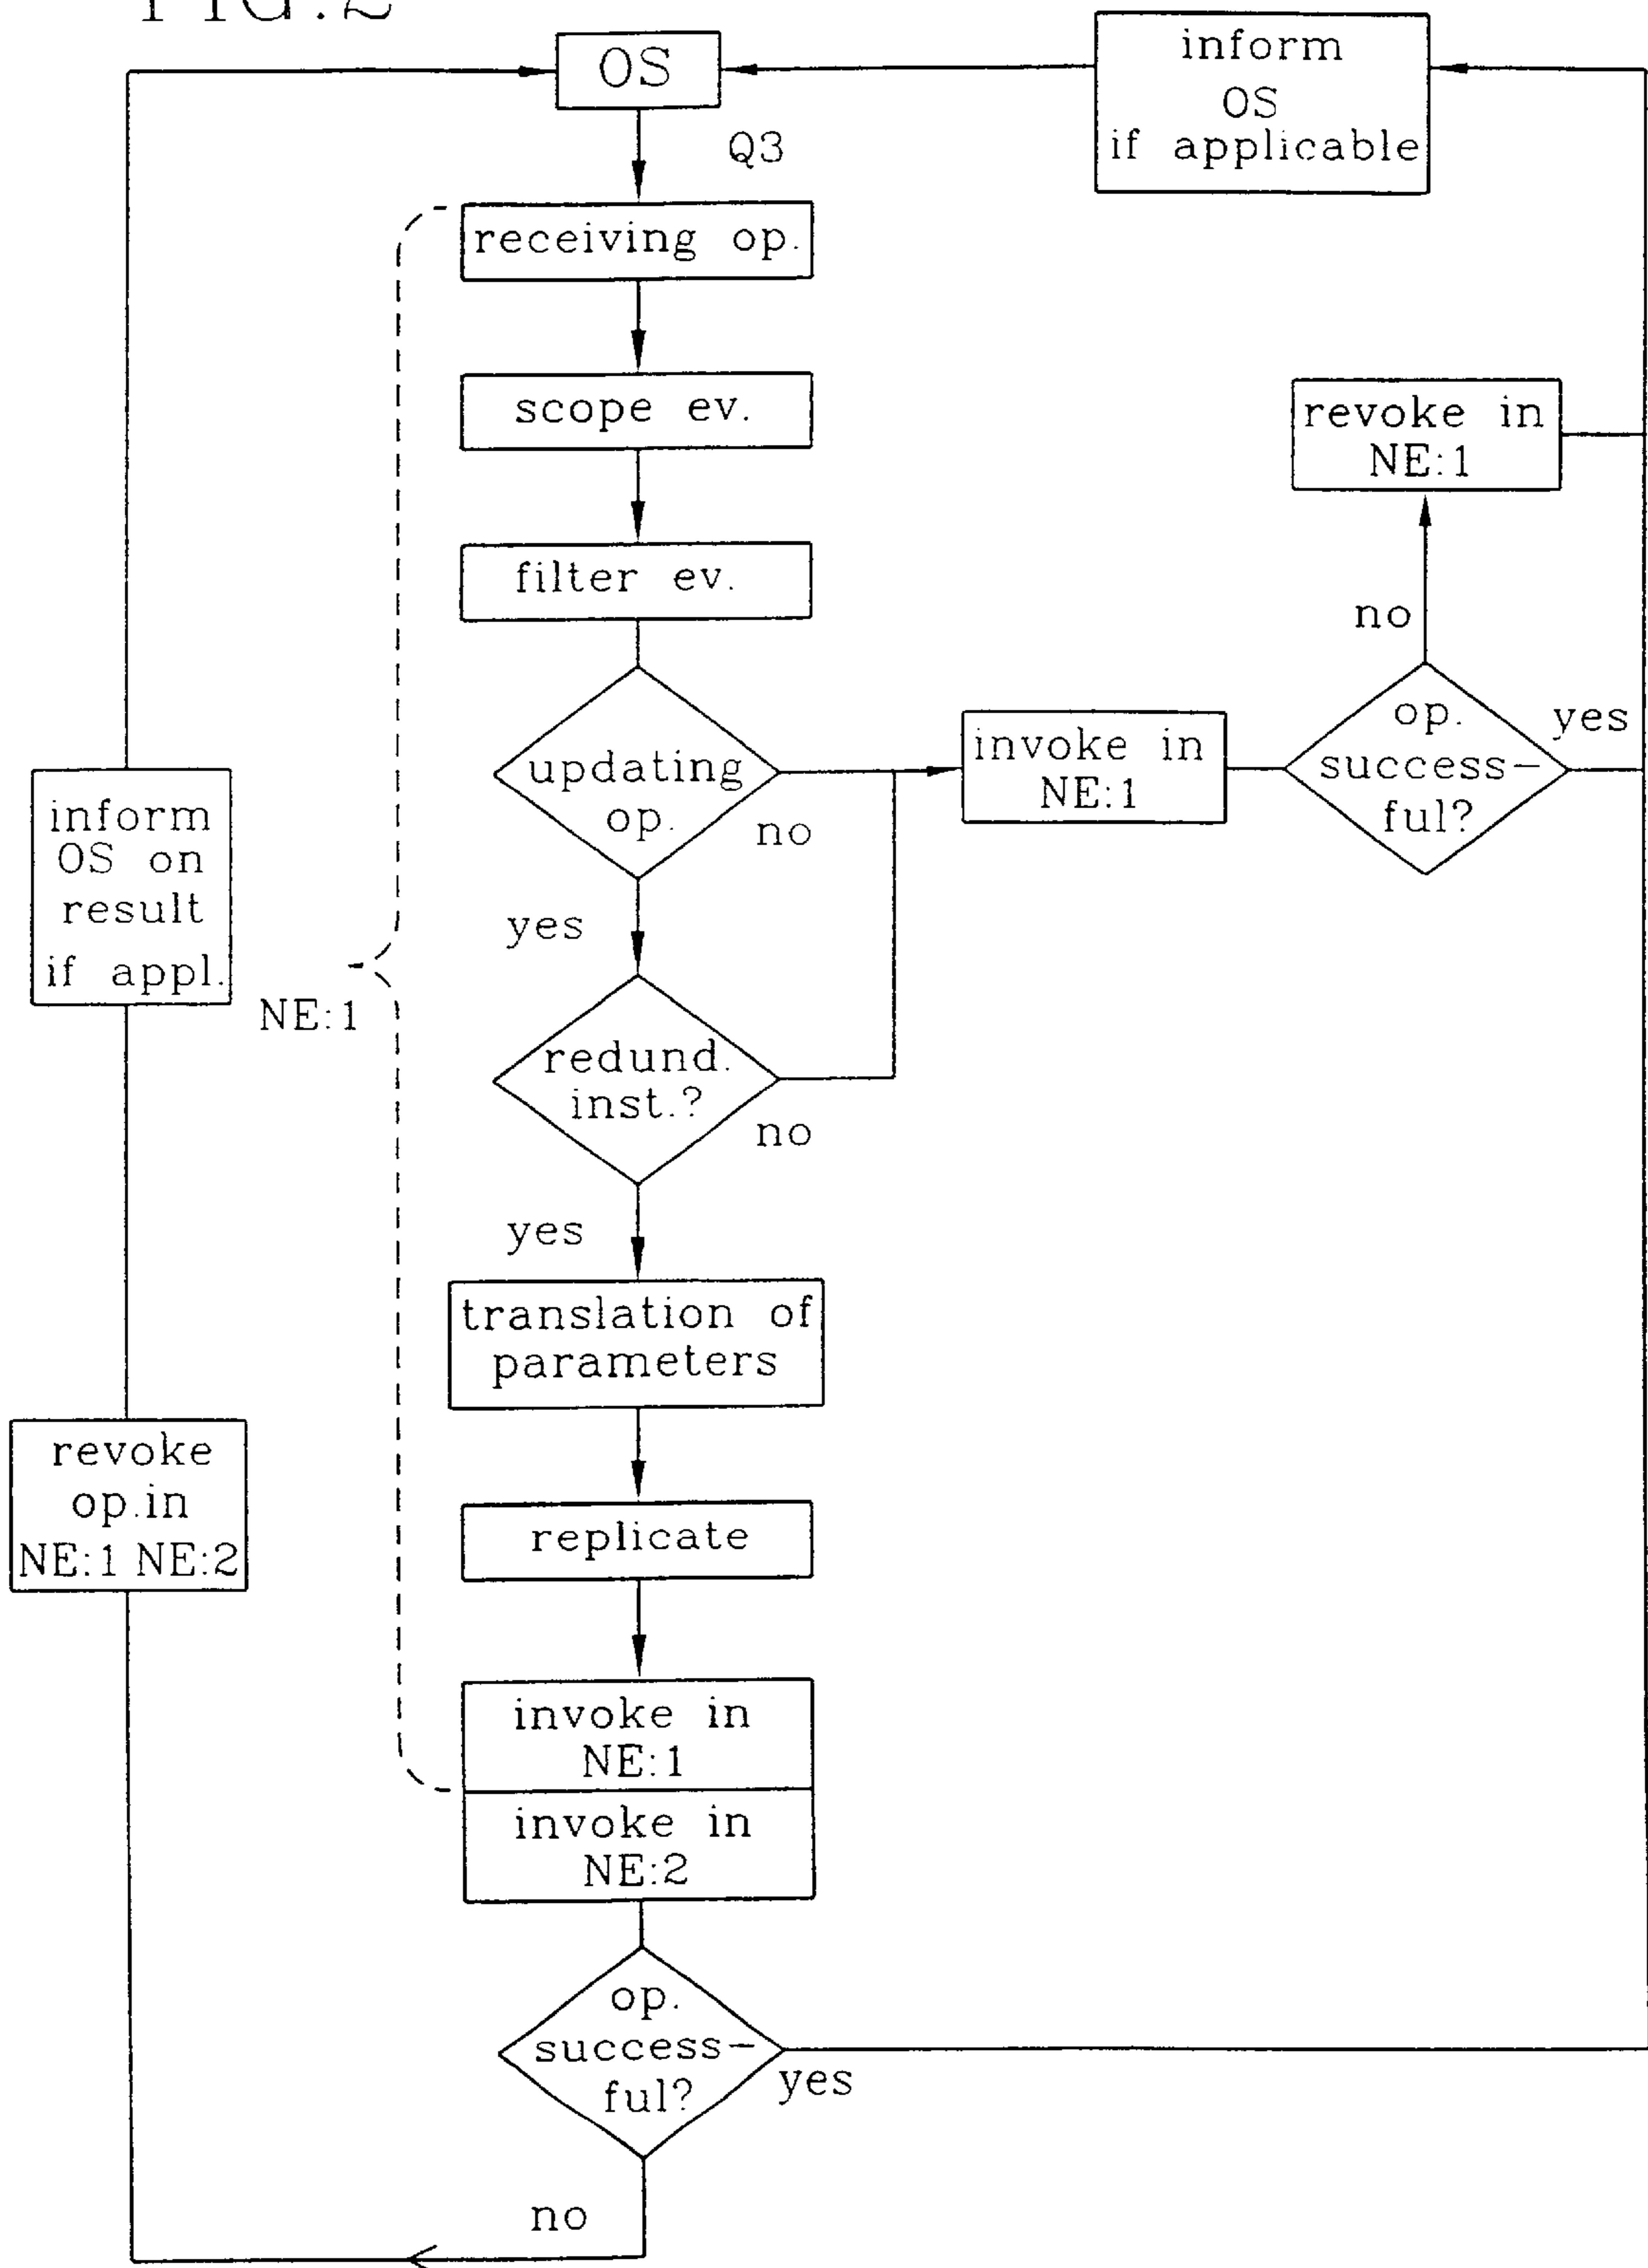 FIG.2
OS
inform
OS
if applicable
Q3
receiving op.
scope ev.
revoke in
NE:1
filter ev.
no
updating
op.
no
invoke in
NE:1
op.
success-
ful?
yes
inform
OS on
result
if appl.
yes
NE:1
redund.
inst.?
no
yes
translation of
parameters
revoke
op.in
NE:1 NE:2
replicate
invoke in
NE:1
invoke in
NE:2
op.
success-
ful?
yes
no